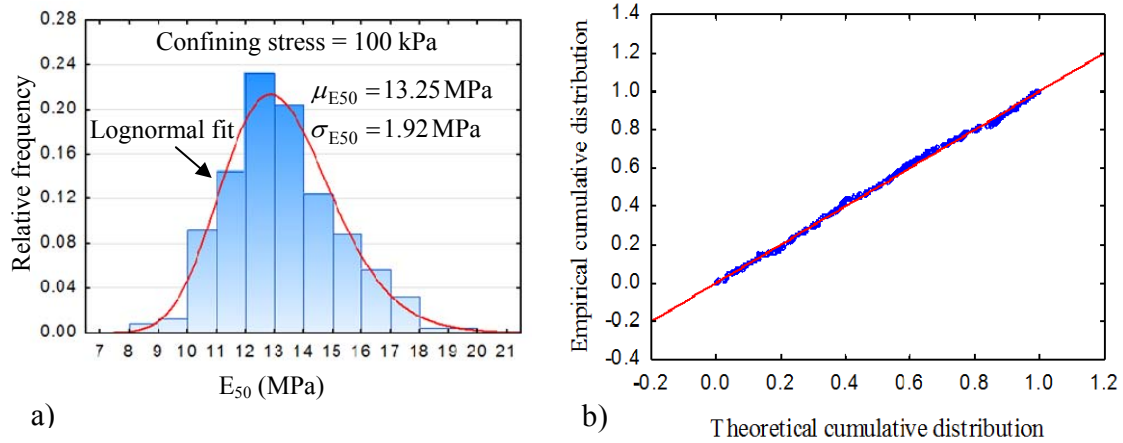 0.28
0.24
0.20
0.16
0.12
0.08
0.04
0.00
Relative frequency
Confining stress = 100 kPa
μE50 = 13.25 MPa
Lognormal fit
σE50 = 1.92 MPa
7 8 9 10 11 12 13 14 15 16 17 18 19 20 21
E50 (MPa)
a)
1.4
1.2
1.0
0.8
0.6
0.4
0.2
0.0
-0.2
-0.4
Empirical cumulative distribution
-0.2 0.0 0.2 0.4 0.6 0.8 1.0 1.2
Theoretical cumulative distribution
b)